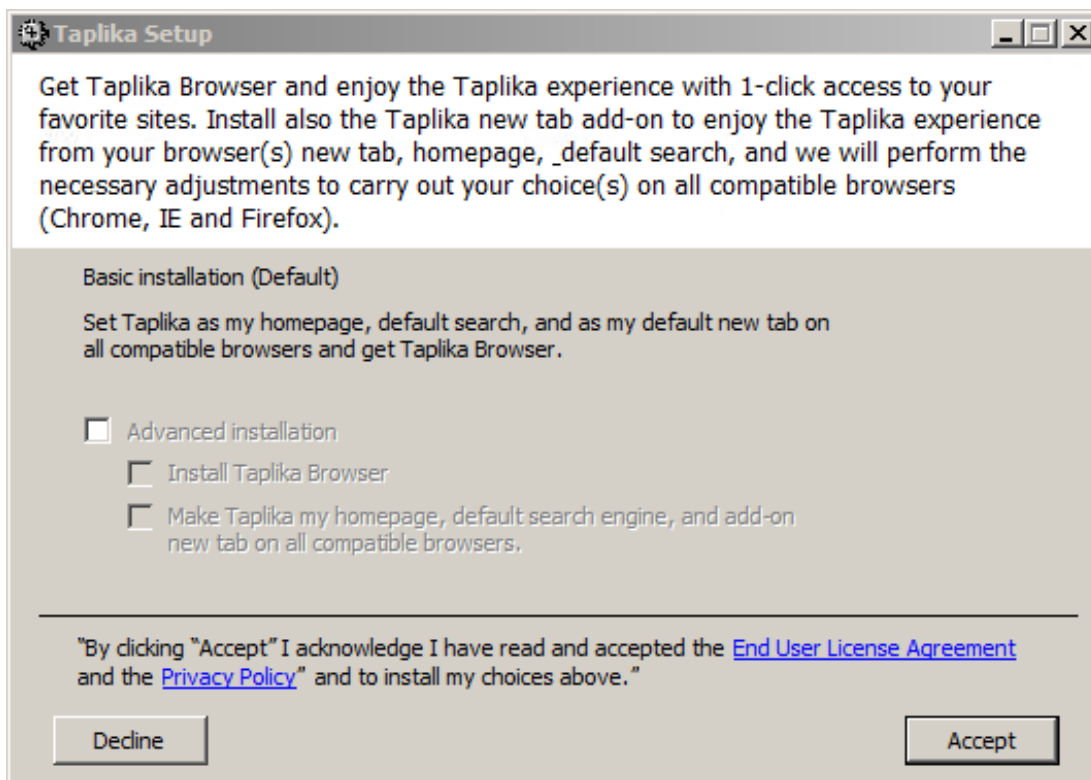 Taplika Setup
Get Taplika Browser and enjoy the Taplika experience with 1-click access to your
favorite sites. Install also the Taplika new tab add-on to enjoy the Taplika experience
from your browser(s) new tab, homepage, _default search, and we will perform the
necessary adjustments to carry out your choice(s) on all compatible browsers
(Chrome, IE and Firefox).
Basic installation (Default)
Set Taplika as my homepage, default search, and as my default new tab on
all compatible browsers and get Taplika Browser.
Advanced installation
Install Taplika Browser
Make Taplika my homepage, default search engine, and add-on
new tab on all compatible browsers.
“By clicking “Accept” I acknowledge I have read and accepted the End User License Agreement
and the Privacy Policy” and to install my choices above.”
Decline
Accept